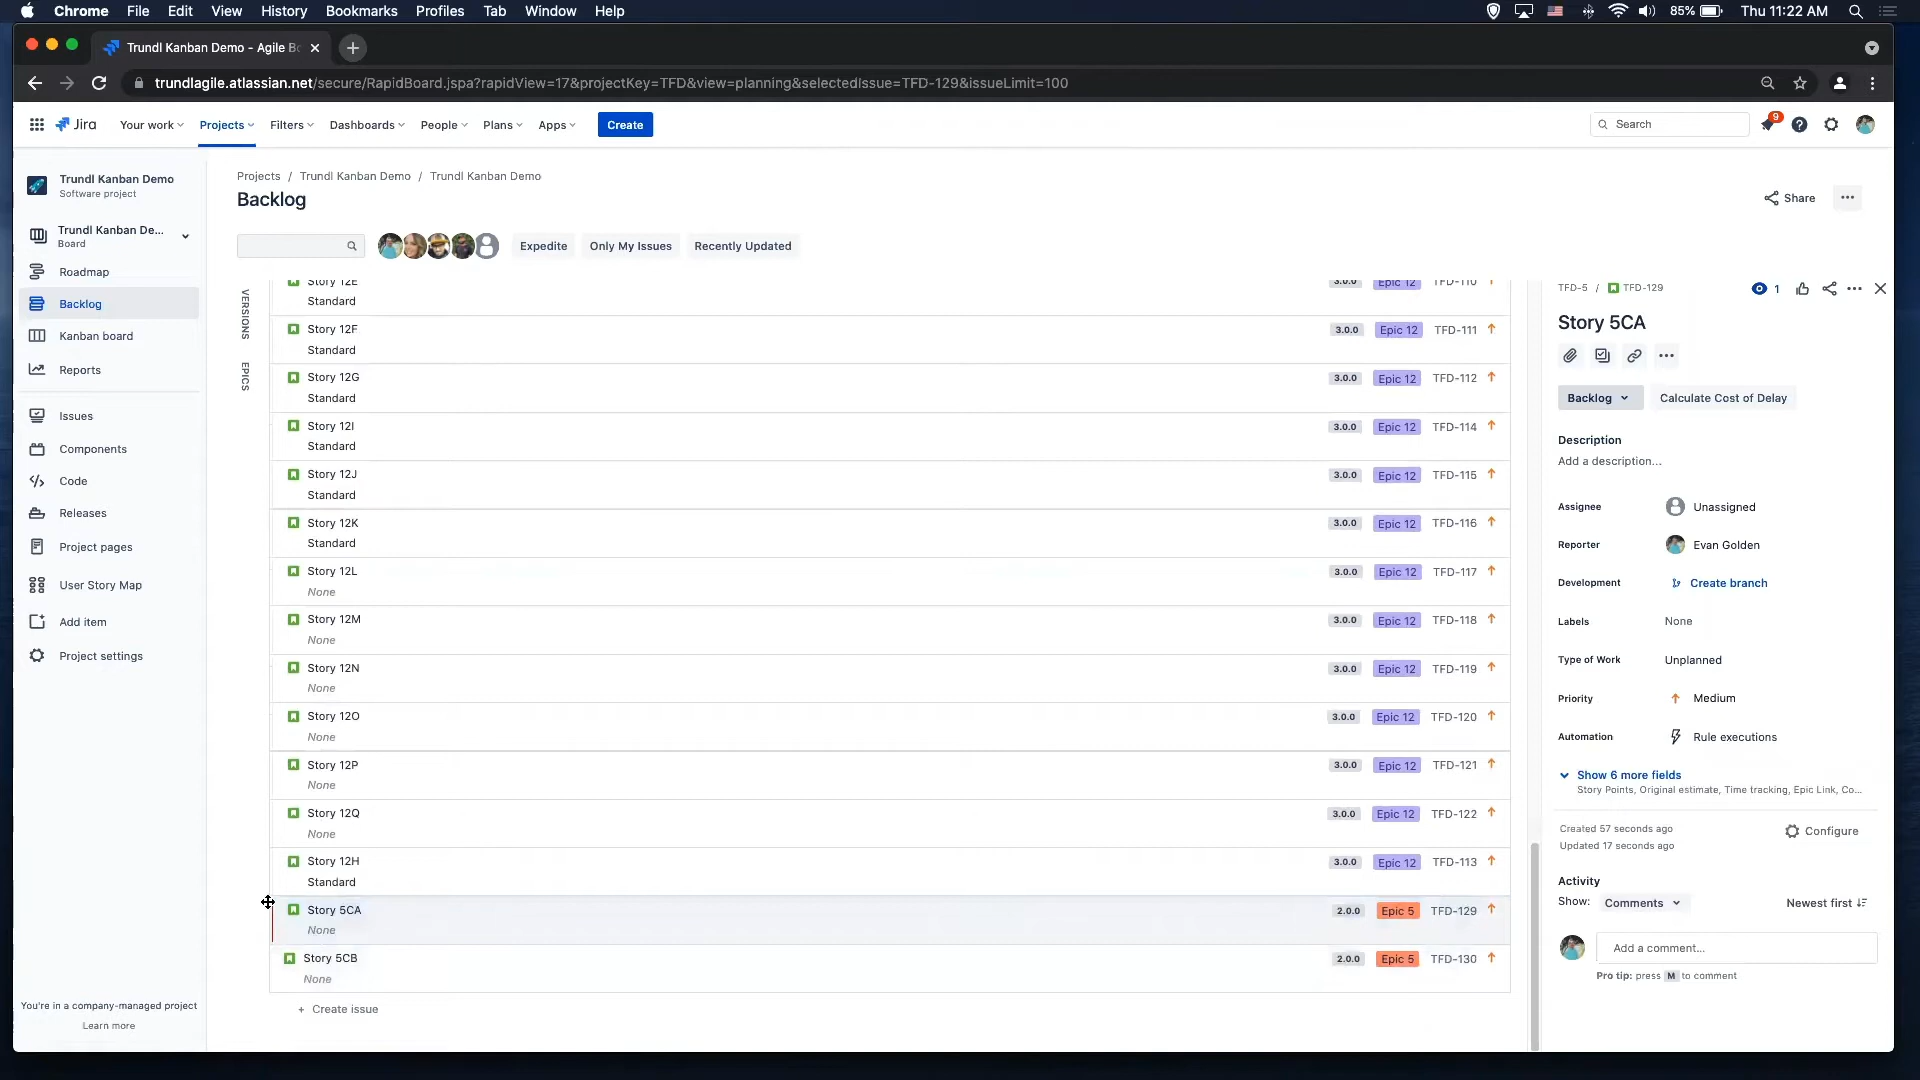 Chrome File Edit View History Bookmarks Profiles Tab Window Help 85% Thu 11:22 AM
Trundl Kanban Demo - Agile Bo
trundlagile.atlassian.net/secure/RapidBoard.jspa?rapidView=17&projectKey=TFD&view=planning&selectedIssue=TFD-129&issueLimit=100
Jira Your work Projects Filters Dashboards People Plans Apps Create Search 9
Trundl Kanban Demo
Software project
Trundl Kanban De...
Board
Roadmap
Backlog
Kanban board
Reports
Issues
Components
Code
Releases
Project pages
User Story Map
Add item
Project settings
You're in a company-managed project
Learn more
Projects / Trundl Kanban Demo / Trundl Kanban Demo
Backlog
Share
Expedite Only My Issues Recently Updated
VERSIONS
EPICS
Story 12E 3.0.0 Epic 12 TFD-110
Standard
Story 12F 3.0.0 Epic 12 TFD-111
Standard
Story 12G 3.0.0 Epic 12 TFD-112
Standard
Story 12I 3.0.0 Epic 12 TFD-114
Standard
Story 12J 3.0.0 Epic 12 TFD-115
Standard
Story 12K 3.0.0 Epic 12 TFD-116
Standard
Story 12L 3.0.0 Epic 12 TFD-117
None
Story 12M 3.0.0 Epic 12 TFD-118
None
Story 12N 3.0.0 Epic 12 TFD-119
None
Story 12O 3.0.0 Epic 12 TFD-120
None
Story 12P 3.0.0 Epic 12 TFD-121
None
Story 12Q 3.0.0 Epic 12 TFD-122
None
Story 12H 3.0.0 Epic 12 TFD-113
Standard
Story 5CA 2.0.0 Epic 5 TFD-129
None
Story 5CB 2.0.0 Epic 5 TFD-130
None
+ Create issue
TFD-5 / TFD-129 1
Story 5CA
Backlog Calculate Cost of Delay
Description
Add a description...
Assignee Unassigned
Reporter Evan Golden
Development Create branch
Labels None
Type of Work Unplanned
Priority Medium
Automation Rule executions
Show 6 more fields
Story Points, Original estimate, Time tracking, Epic Link, Co...
Created 57 seconds ago Configure
Updated 17 seconds ago
Activity
Show: Comments Newest first
Add a comment...
Pro tip: press M to comment